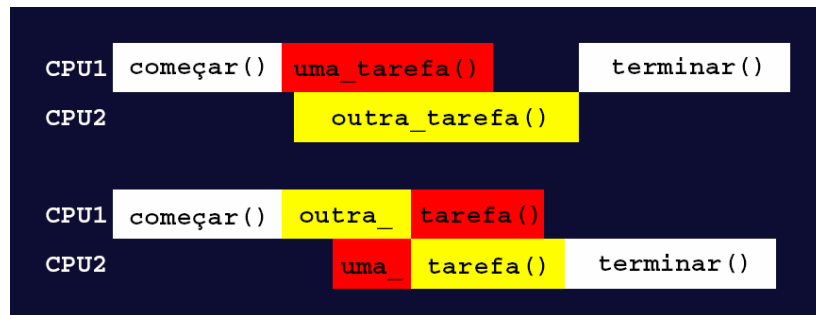 CPU1 começar() uma_tarefa() terminar()
CPU2 outra_tarefa()
CPU1 começar() outra_ tarefa()
CPU2 uma_ tarefa() terminar()